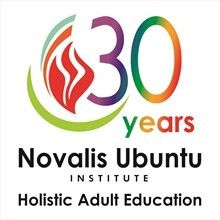 30
years
Novalis Ubuntu
INSTITUTE
Holistic Adult Education